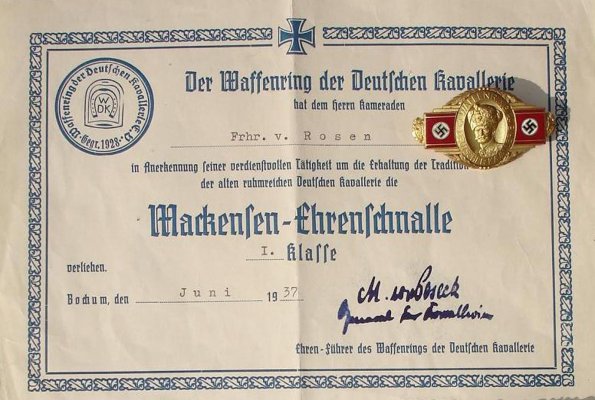 Waffenring der Deutschen Kavallerie E.V.
W
DK
Gegr. 1928
Der Waffenring der Deutschen Kavallerie
hat dem Herrn Kameraden
Frhr. v. Rosen
in Anerkennung seiner verdienstvollen Tätigkeit um die Erhaltung der Tradition
der alten ruhmreichen Deutschen Kavallerie die
Mackensen-Ehrenschnalle
I. Klasse
verliehen.
Bochum, den Juni 1937
M. v. Poseck
General der Kavallerie
Ehren-Führer des Waffenrings der Deutschen Kavallerie